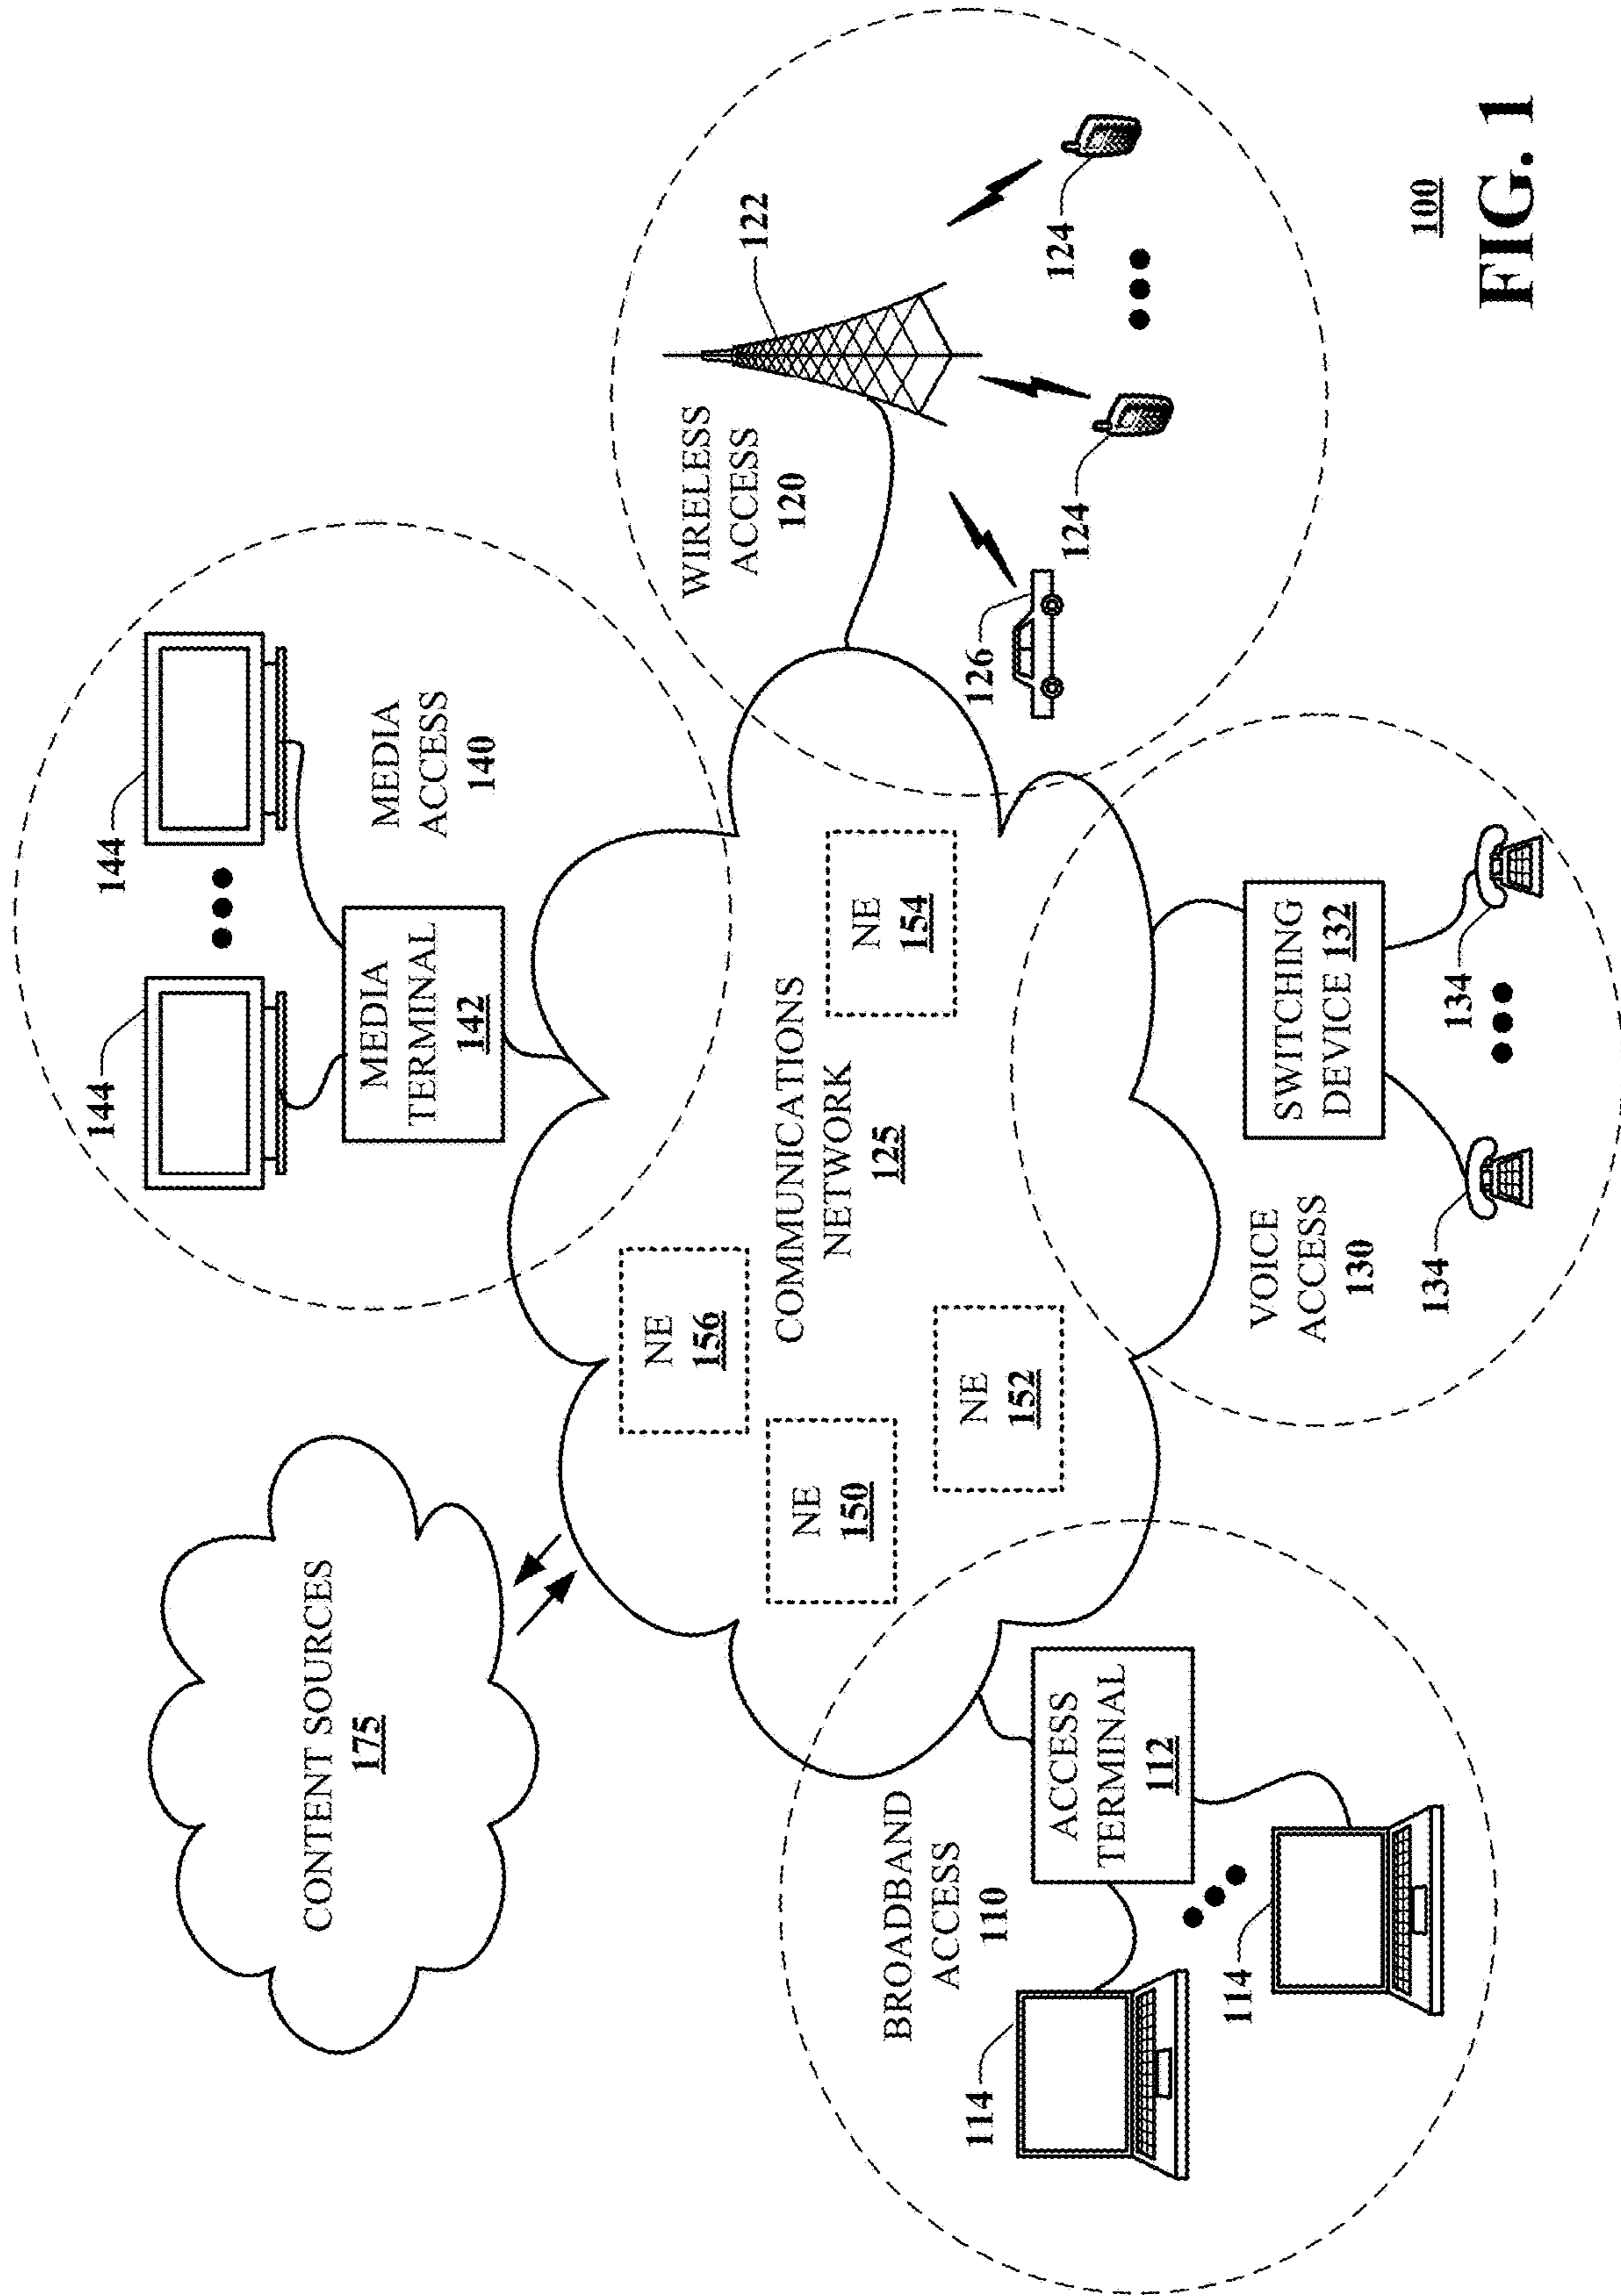 CONTENT SOURCES
175
144
144
MEDIA
TERMINAL
142
MEDIA
ACCESS
140
NE
156
NE
150
NE
152
COMMUNICATIONS
NETWORK
125
NE
154
WIRELESS
ACCESS
120
122
126
124
124
BROADBAND
ACCESS
110
ACCESS
TERMINAL
112
114
114
VOICE
ACCESS
130
SWITCHING
DEVICE 132
134
134
100
FIG. 1